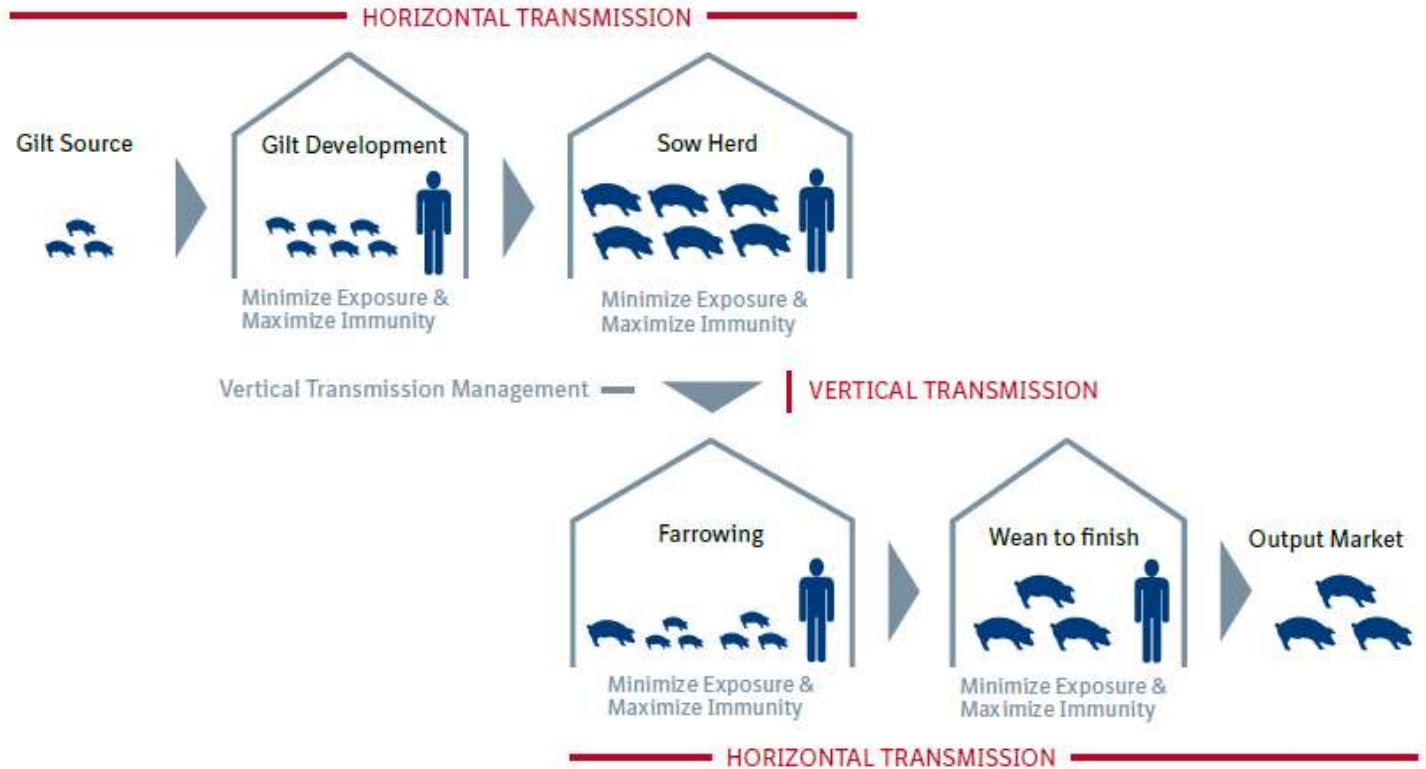 HORIZONTAL TRANSMISSION
Gilt Source
Gilt Development
Sow Herd
Minimize Exposure &
Maximize Immunity
Minimize Exposure &
Maximize Immunity
Vertical Transmission Management
VERTICAL TRANSMISSION
Farrowing
Wean to finish
Output Market
Minimize Exposure &
Maximize Immunity
Minimize Exposure &
Maximize Immunity
HORIZONTAL TRANSMISSION